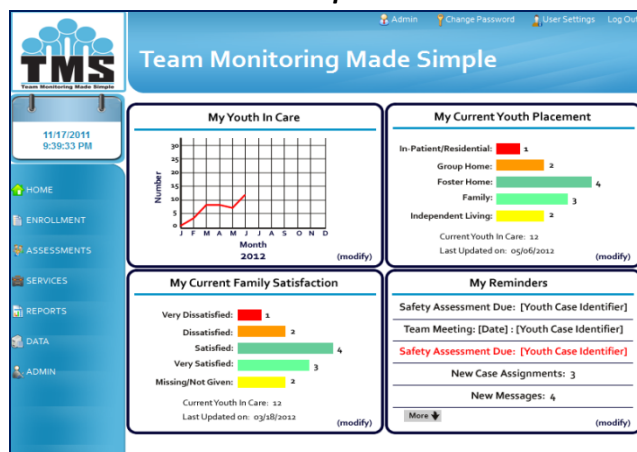 Admin Change Password User Settings Log Out
TMS
Team Monitoring Made Simple
Team Monitoring Made Simple
11/17/2011
9:39:33 PM
HOME
ENROLLMENT
ASSESSMENTS
SERVICES
REPORTS
DATA
ADMIN
My Youth In Care
Number
30
25
20
15
10
5
0
J F M A M J J A S O N D
Month
2012
(modify)
My Current Youth Placement
In-Patient/Residential: 1
Group Home: 2
Foster Home: 4
Family: 3
Independent Living: 2
Current Youth In Care: 12
Last Updated on: 05/06/2012
(modify)
My Current Family Satisfaction
Very Dissatisfied: 1
Dissatisfied: 2
Satisfied: 4
Very Satisfied: 3
Missing/Not Given: 2
Current Youth In Care: 12
Last Updated on: 03/18/2012
(modify)
My Reminders
Safety Assessment Due: [Youth Case Identifier]
Team Meeting: [Date] : [Youth Case Identifier]
Safety Assessment Due: [Youth Case Identifier]
New Case Assignments: 3
New Messages: 4
More
(modify)